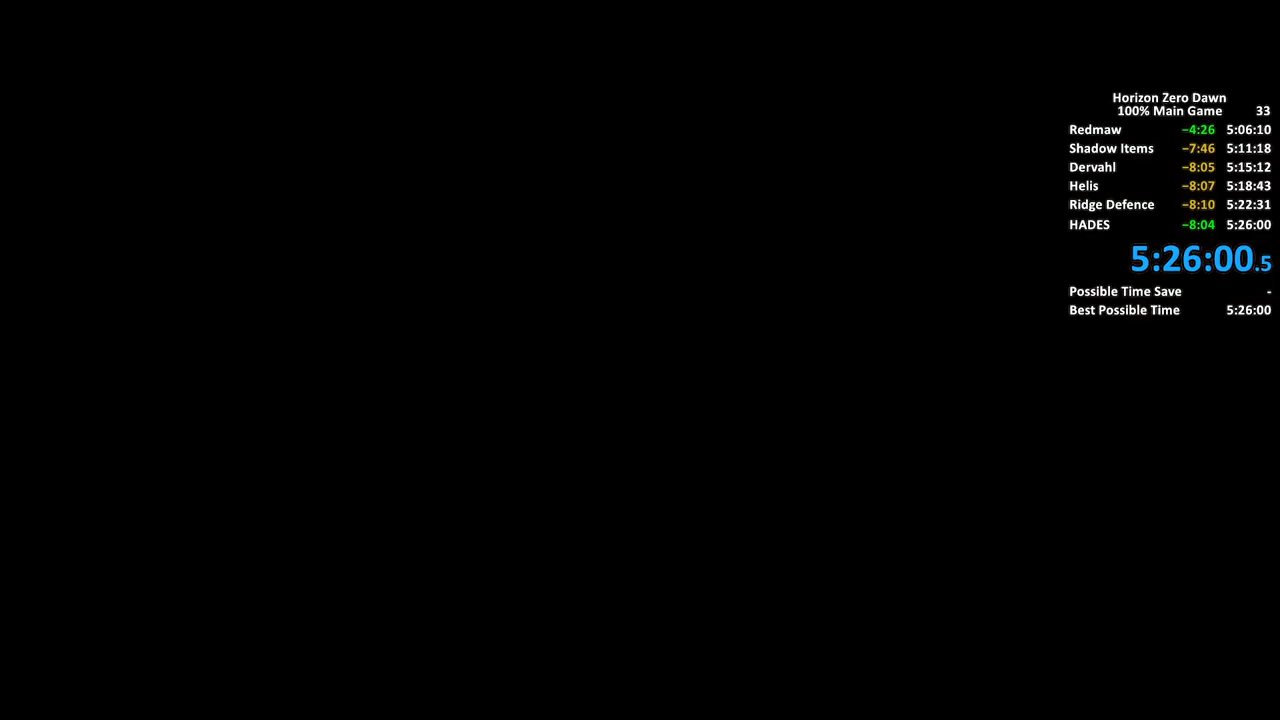 Horizon Zero Dawn
100% Main Game 33
Redmaw −4:26 5:06:10
Shadow Items −7:46 5:11:18
Dervahl −8:05 5:15:12
Helis −8:07 5:18:43
Ridge Defence −8:10 5:22:31
HADES −8:04 5:26:00
5:26:00.5
Possible Time Save -
Best Possible Time 5:26:00